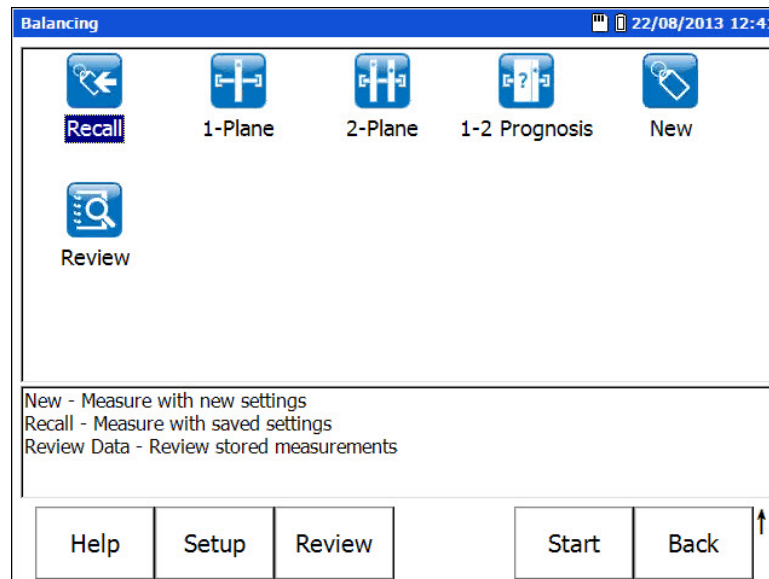 Balancing 22/08/2013 12:41
Recall 1-Plane 2-Plane 1-2 Prognosis New
Review
New - Measure with new settings
Recall - Measure with saved settings
Review Data - Review stored measurements
Help Setup Review Start Back